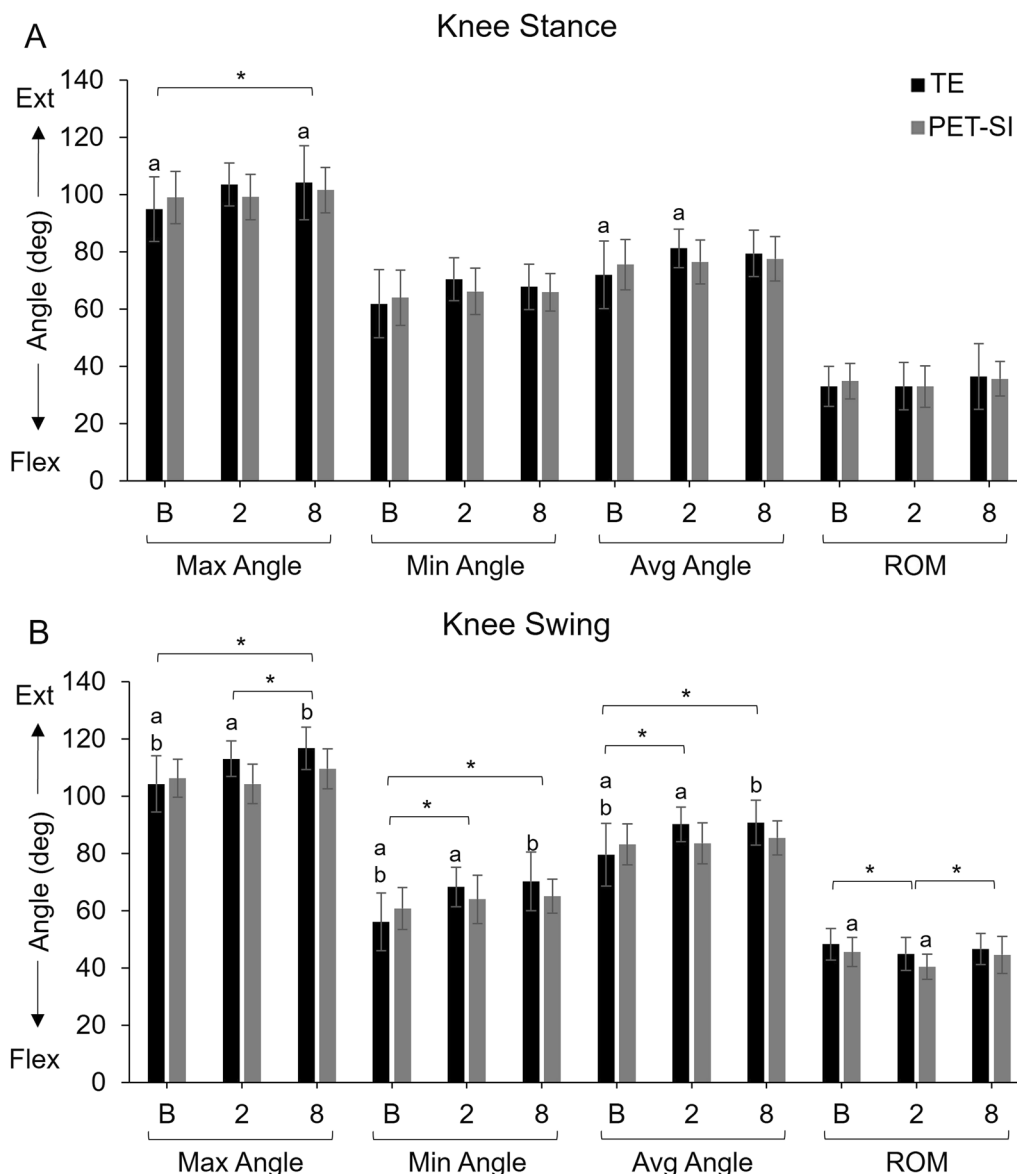 A
Knee Stance
140
120
100
80
60
40
20
0
Ext
Angle (deg)
Flex
TE
PET-SI
*
a
a
a
a
B 2 8 B 2 8 B 2 8 B 2 8
Max Angle Min Angle Avg Angle ROM
B
Knee Swing
140
120
100
80
60
40
20
0
Ext
Angle (deg)
Flex
*
*
a
b
a
b
*
*
a
b
a
b
*
*
a
b
a
b
* *
a
a
B 2 8 B 2 8 B 2 8 B 2 8
Max Angle Min Angle Avg Angle ROM